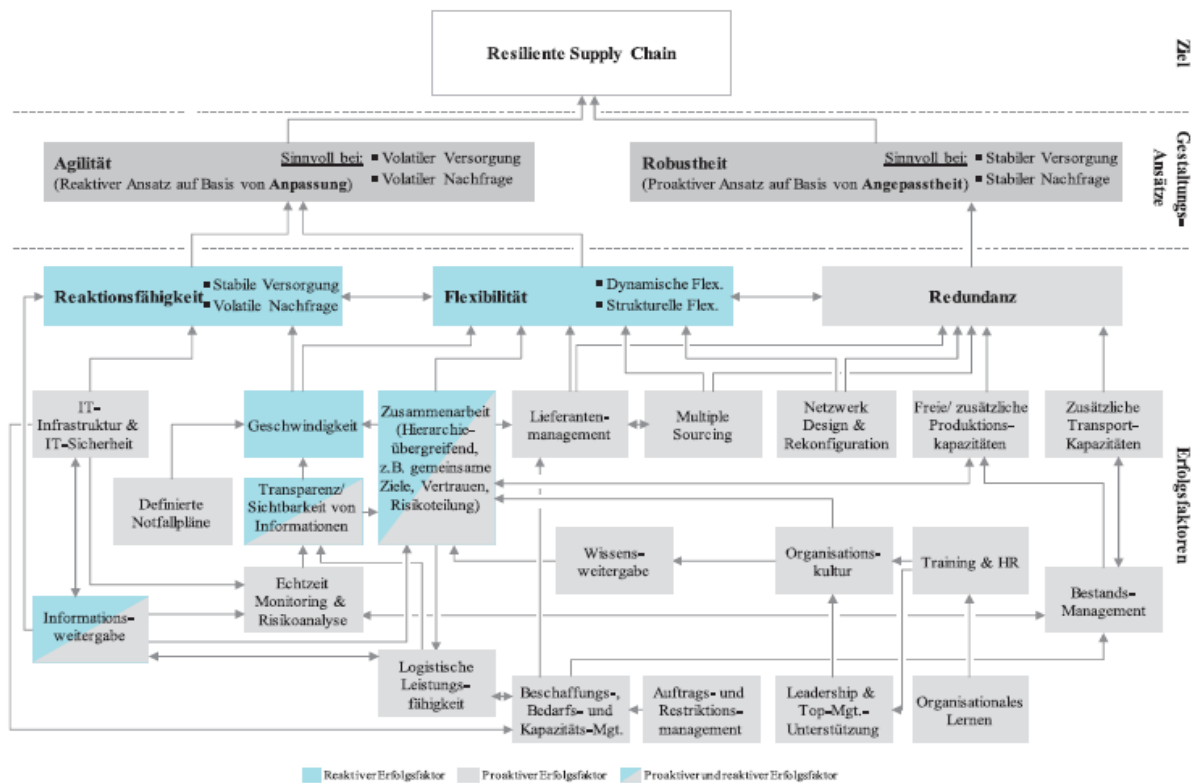 Resiliente Supply Chain
Ziel
Agilität
(Reaktiver Ansatz auf Basis von Anpassung)
Sinnvoll bei:
▪ Volatiler Versorgung
▪ Volatiler Nachfrage
Robustheit
(Proaktiver Ansatz auf Basis von Angepasstheit)
Sinnvoll bei:
▪ Stabiler Versorgung
▪ Stabiler Nachfrage
Gestaltungs-
Ansätze
Reaktionsfähigkeit
▪ Stabile Versorgung
▪ Volatile Nachfrage
Flexibilität
▪ Dynamische Flex.
▪ Strukturelle Flex.
Redundanz
IT-
Infrastruktur &
IT-Sicherheit
Geschwindigkeit
Zusammenarbeit
(Hierarchie-
übergreifend,
z.B. gemeinsame
Ziele, Vertrauen,
Risikoteilung)
Lieferanten-
management
Multiple
Sourcing
Netzwerk
Design &
Rekonfiguration
Freie/ zusätzliche
Produktions-
kapazitäten
Zusätzliche
Transport-
Kapazitäten
Erfolgsfaktoren
Definierte
Notfallpläne
Transparenz/
Sichtbarkeit von
Informationen
Wissens-
weitergabe
Organisations-
kultur
Training & HR
Echtzeit
Monitoring &
Risikoanalyse
Bestands-
Management
Informations-
weitergabe
Logistische
Leistungs-
fähigkeit
Beschaffungs-,
Bedarfs- und
Kapazitäts-Mgt.
Auftrags- und
Restriktions-
management
Leadership &
Top-Mgt.-
Unterstützung
Organisationales
Lernen
Reaktiver Erfolgsfaktor
Proaktiver Erfolgsfaktor
Proaktiver und reaktiver Erfolgsfaktor